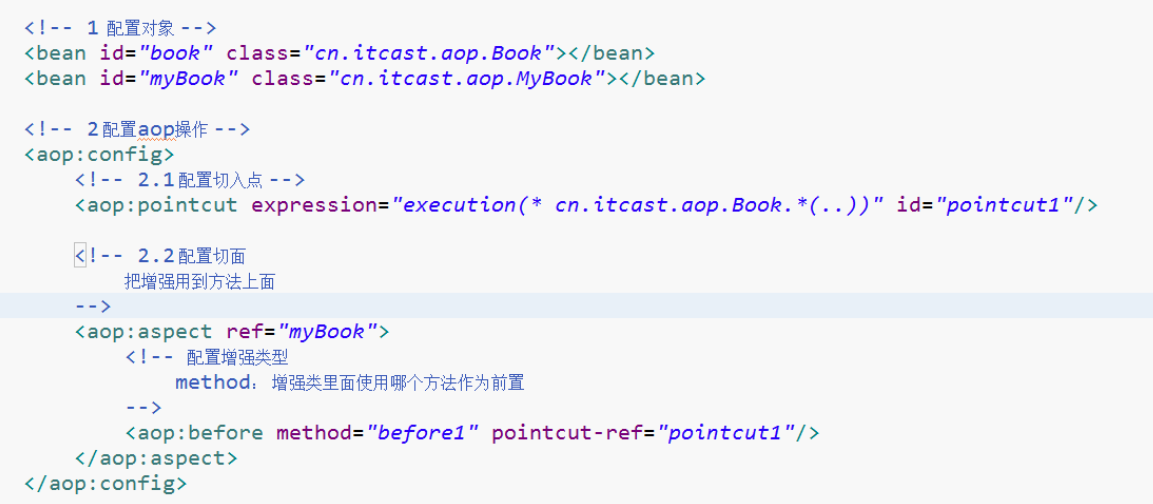 <!-- 1 配置对象 -->
<bean id="book" class="cn.itcast.aop.Book"></bean>
<bean id="myBook" class="cn.itcast.aop.MyBook"></bean>
<!-- 2 配置aop操作 -->
<aop:config>
<!-- 2.1 配置切入点 -->
<aop:pointcut expression="execution(* cn.itcast.aop.Book.*(..))" id="pointcut1"/>
<!-- 2.2 配置切面
把增强用到方法上面
-->
<aop:aspect ref="myBook">
<!-- 配置增强类型
method：增强类里面使用哪个方法作为前置
-->
<aop:before method="before1" pointcut-ref="pointcut1"/>
</aop:aspect>
</aop:config>